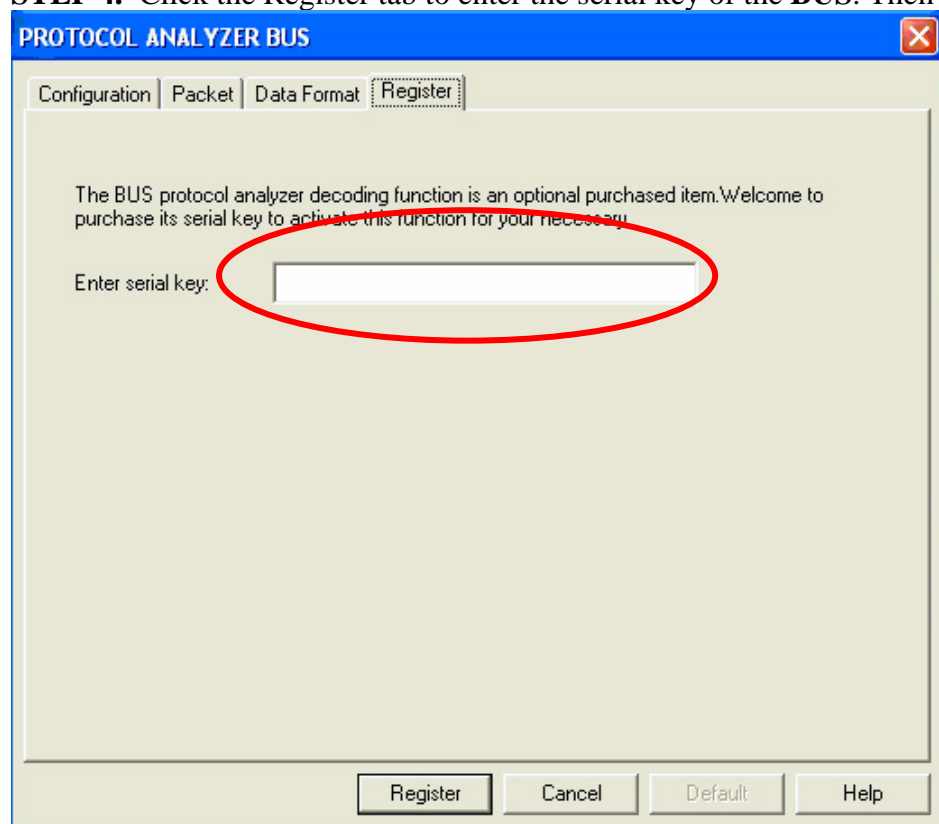 STEP 4. Click the Register tab to enter the serial key of the BUS. Then
PROTOCOL ANALYZER BUS
Configuration Packet Data Format Register
The BUS protocol analyzer decoding function is an optional purchased item.Welcome to
purchase its serial key to activate this function for your necessary.
Enter serial key:
Register Cancel Default Help